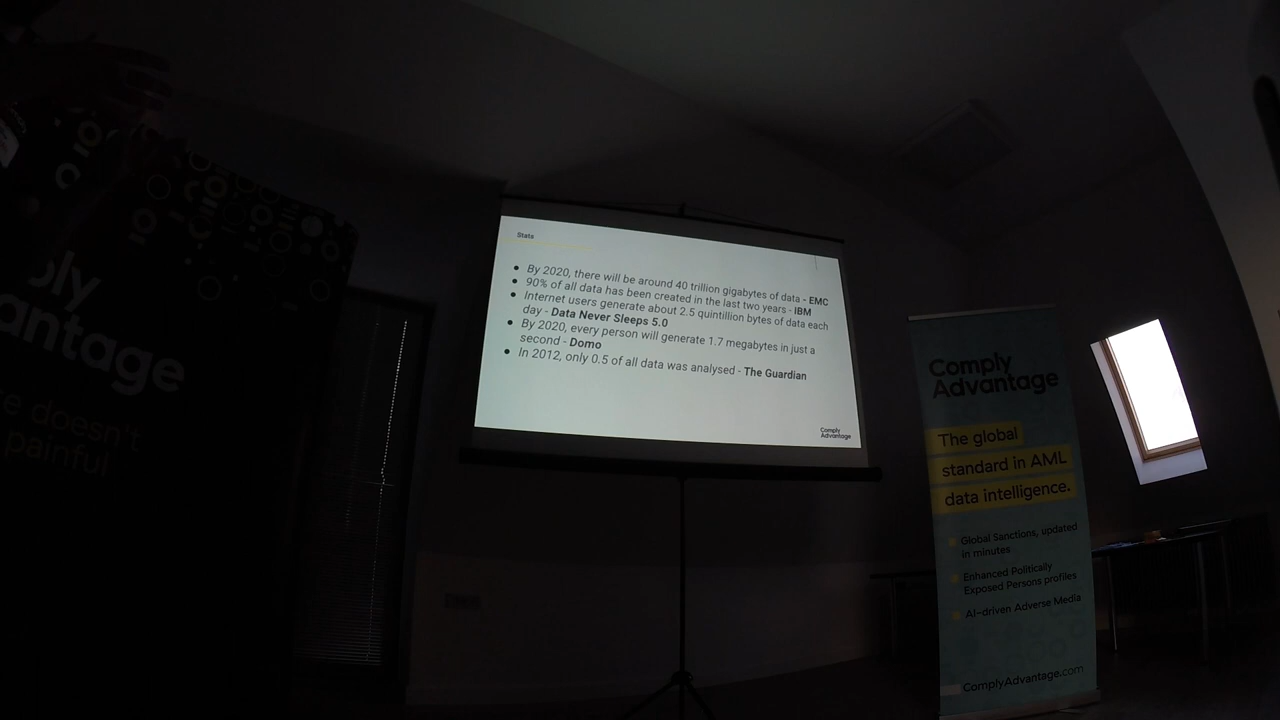 ply
antage
e doesn't
painful
Stats
• By 2020, there will be around 40 trillion gigabytes of data - EMC
• 90% of all data has been created in the last two years - IBM
• Internet users generate about 2.5 quintillion bytes of data each
day - Data Never Sleeps 5.0
• By 2020, every person will generate 1.7 megabytes in just a
second - Domo
• In 2012, only 0.5 of all data was analysed - The Guardian
Comply
Advantage
Comply
Advantage
The global
standard in AML
data intelligence.
Global Sanctions, updated
in minutes
Enhanced Politically
Exposed Persons profiles
AI-driven Adverse Media
ComplyAdvantage.com